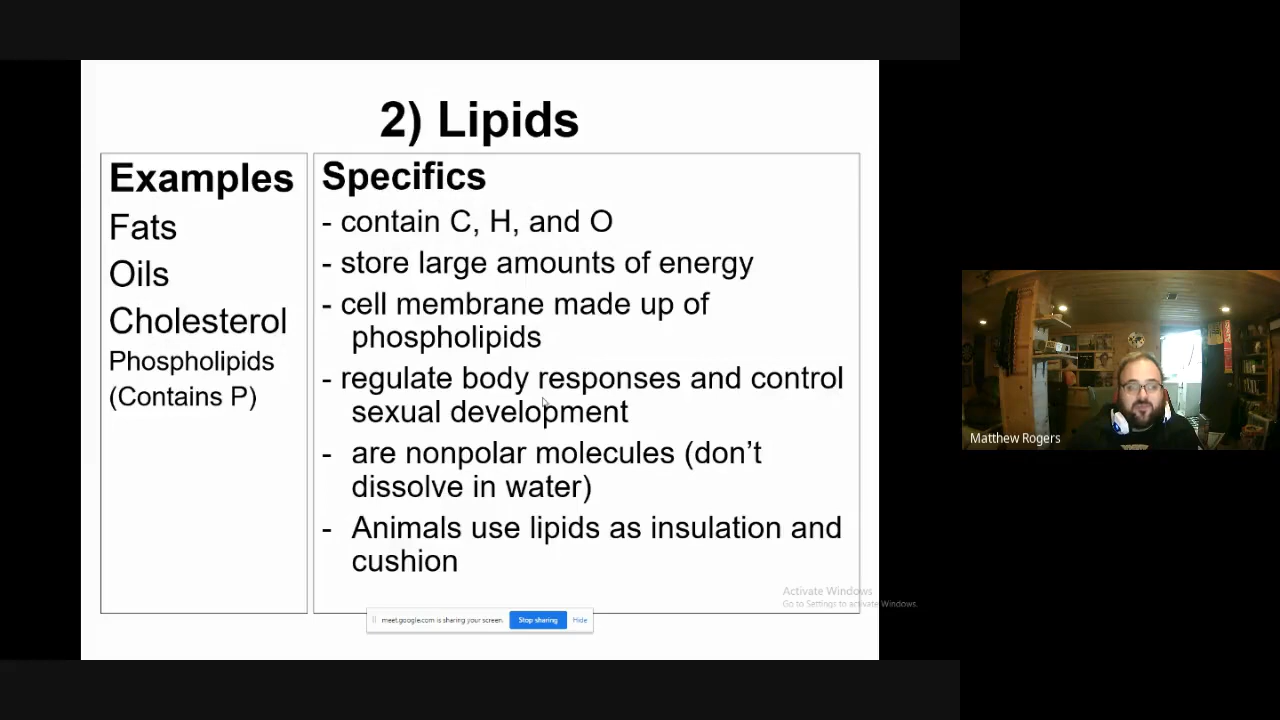 2) Lipids
Examples
Fats
Oils
Cholesterol
Phospholipids
(Contains P)
Specifics
- contain C, H, and O
- store large amounts of energy
- cell membrane made up of
phospholipids
- regulate body responses and control
sexual development
- are nonpolar molecules (don’t
dissolve in water)
- Animals use lipids as insulation and
cushion
Activate Windows
Go to Settings to activate Windows.
meet.google.com is sharing your screen.
Stop sharing
Hide
Matthew Rogers